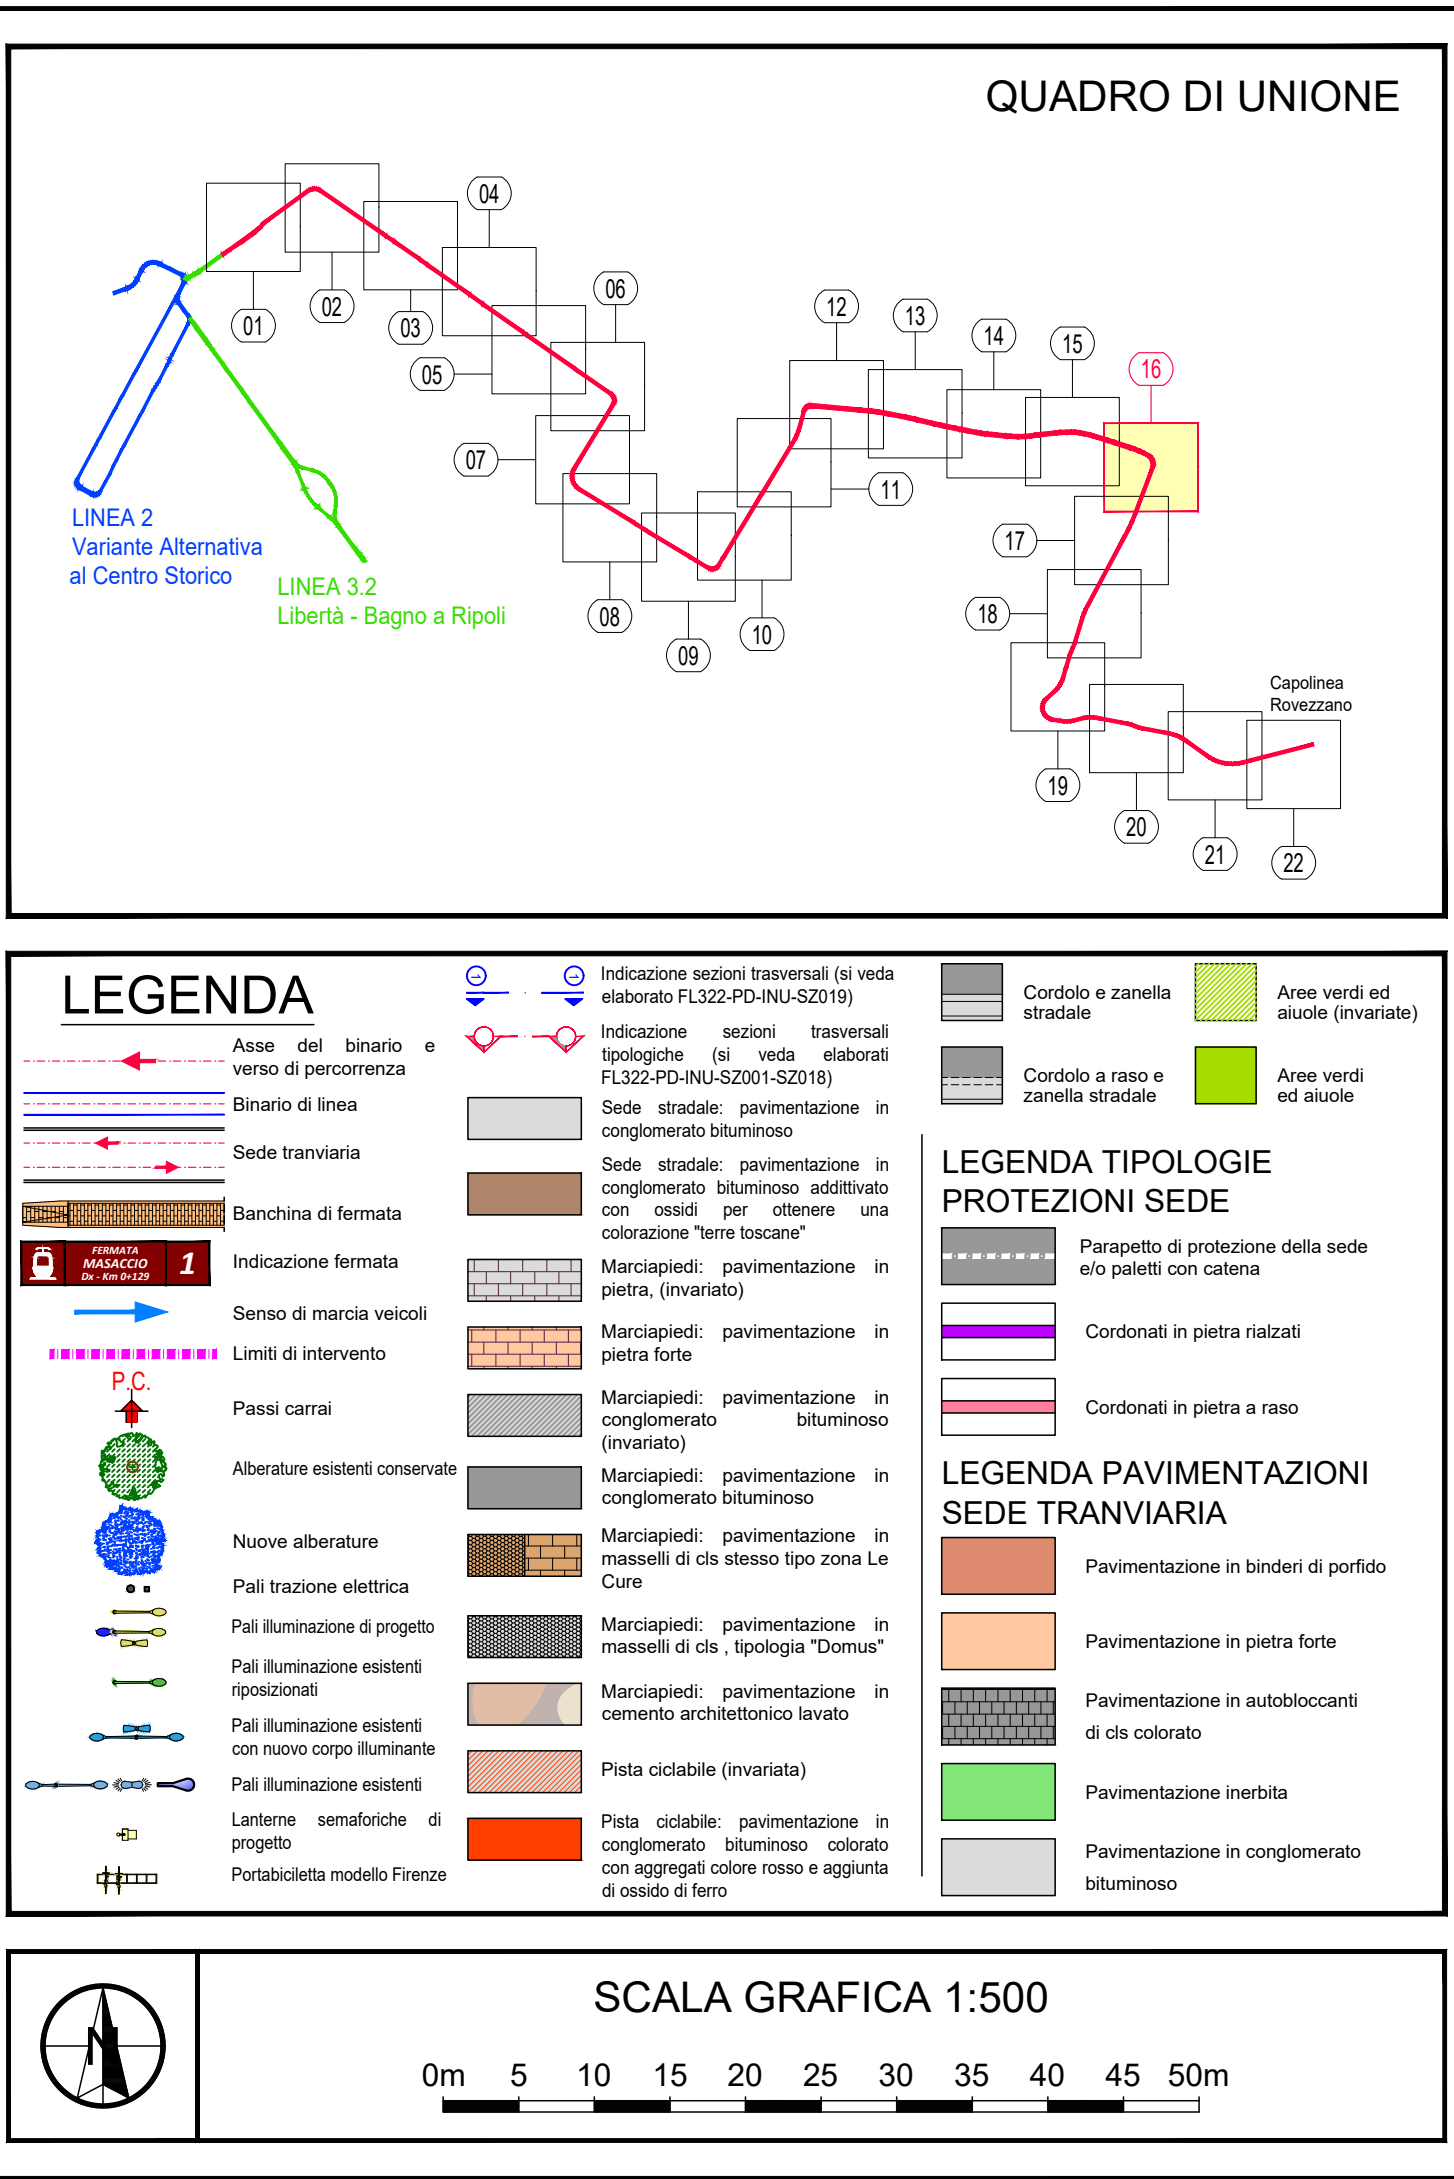 QUADRO DI UNIONE
01
02
03
04
05
06
07
08
09
10
11
12
13
14
15
16
17
18
19
20
21
22
LINEA 2
Variante Alternativa
al Centro Storico
LINEA 3.2
Libertà - Bagno a Ripoli
Capolinea
Rovezzano
LEGENDA
Asse del binario e
verso di percorrenza
Binario di linea
Sede tranviaria
Banchina di fermata
FERMATA
MASACCIO
Dx - Km 0+129
1
Indicazione fermata
Senso di marcia veicoli
Limiti di intervento
P.C.
Passi carrai
Alberature esistenti conservate
Nuove alberature
Pali trazione elettrica
Pali illuminazione di progetto
Pali illuminazione esistenti
riposizionati
Pali illuminazione esistenti
con nuovo corpo illuminante
Pali illuminazione esistenti
Lanterne semaforiche di
progetto
Portabiciletta modello Firenze
Indicazione sezioni trasversali (si veda
elaborato FL322-PD-INU-SZ019)
Indicazione sezioni trasversali
tipologiche (si veda elaborati
FL322-PD-INU-SZ001-SZ018)
Sede stradale: pavimentazione in
conglomerato bituminoso
Sede stradale: pavimentazione in
conglomerato bituminoso addittivato
con ossidi per ottenere una
colorazione "terre toscane"
Marciapiedi: pavimentazione in
pietra, (invariato)
Marciapiedi: pavimentazione in
pietra forte
Marciapiedi: pavimentazione in
conglomerato bituminoso
(invariato)
Marciapiedi: pavimentazione in
conglomerato bituminoso
Marciapiedi: pavimentazione in
masselli di cls stesso tipo zona Le
Cure
Marciapiedi: pavimentazione in
masselli di cls , tipologia "Domus"
Marciapiedi: pavimentazione in
cemento architettonico lavato
Pista ciclabile (invariata)
Pista ciclabile: pavimentazione in
conglomerato bituminoso colorato
con aggregati colore rosso e aggiunta
di ossido di ferro
Cordolo e zanella
stradale
Aree verdi ed
aiuole (invariate)
Cordolo a raso e
zanella stradale
Aree verdi
ed aiuole
LEGENDA TIPOLOGIE
PROTEZIONI SEDE
Parapetto di protezione della sede
e/o paletti con catena
Cordonati in pietra rialzati
Cordonati in pietra a raso
LEGENDA PAVIMENTAZIONI
SEDE TRANVIARIA
Pavimentazione in binderi di porfido
Pavimentazione in pietra forte
Pavimentazione in autobloccanti
di cls colorato
Pavimentazione inerbita
Pavimentazione in conglomerato
bituminoso
N
SCALA GRAFICA 1:500
0m 5 10 15 20 25 30 35 40 45 50m